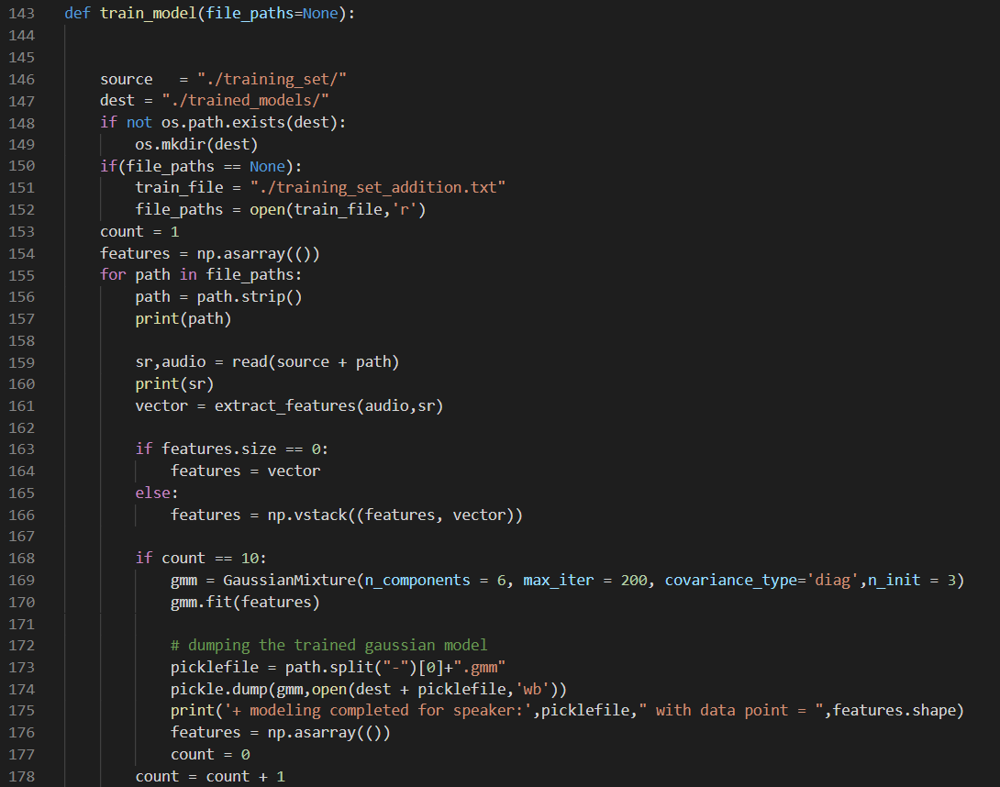 143 def train_model(file_paths=None):
144
145
146     source   = "./training_set/"
147     dest = "./trained_models/"
148     if not os.path.exists(dest):
149         os.mkdir(dest)
150     if(file_paths == None):
151         train_file = "./training_set_addition.txt"
152         file_paths = open(train_file,'r')
153     count = 1
154     features = np.asarray(())
155     for path in file_paths:
156         path = path.strip()
157         print(path)
158
159         sr,audio = read(source + path)
160         print(sr)
161         vector = extract_features(audio,sr)
162
163         if features.size == 0:
164             features = vector
165         else:
166             features = np.vstack((features, vector))
167
168         if count == 10:
169             gmm = GaussianMixture(n_components = 6, max_iter = 200, covariance_type='diag',n_init = 3)
170             gmm.fit(features)
171
172             # dumping the trained gaussian model
173             picklefile = path.split("-")[0]+".gmm"
174             pickle.dump(gmm,open(dest + picklefile,'wb'))
175             print('+ modeling completed for speaker:',picklefile," with data point = ",features.shape)
176             features = np.asarray(())
177             count = 0
178         count = count + 1